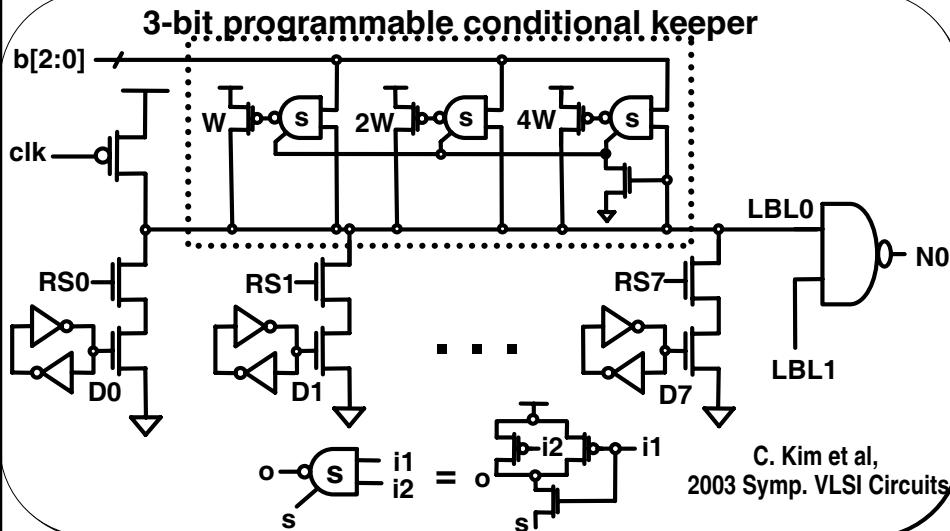 3-bit programmable conditional keeper
b[2:0]
W s 2W s 4W s
clk
LBL0
N0
RS0 RS1 RS7
LBL1
D0 D1 D7
o s i1 i2 = o i2 i1
s s
C. Kim et al,
2003 Symp. VLSI Circuits